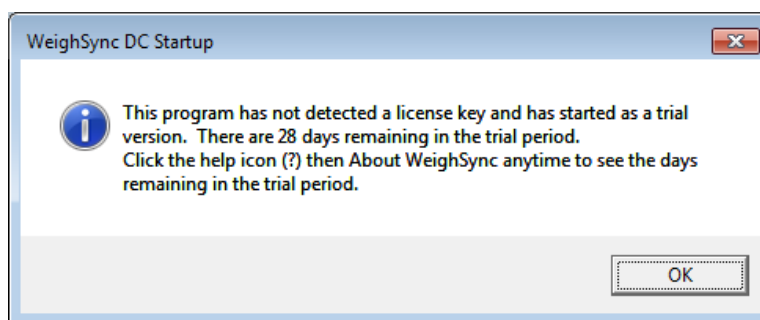 WeighSync DC Startup
This program has not detected a license key and has started as a trial
version.  There are 28 days remaining in the trial period.
Click the help icon (?) then About WeighSync anytime to see the days
remaining in the trial period.
OK